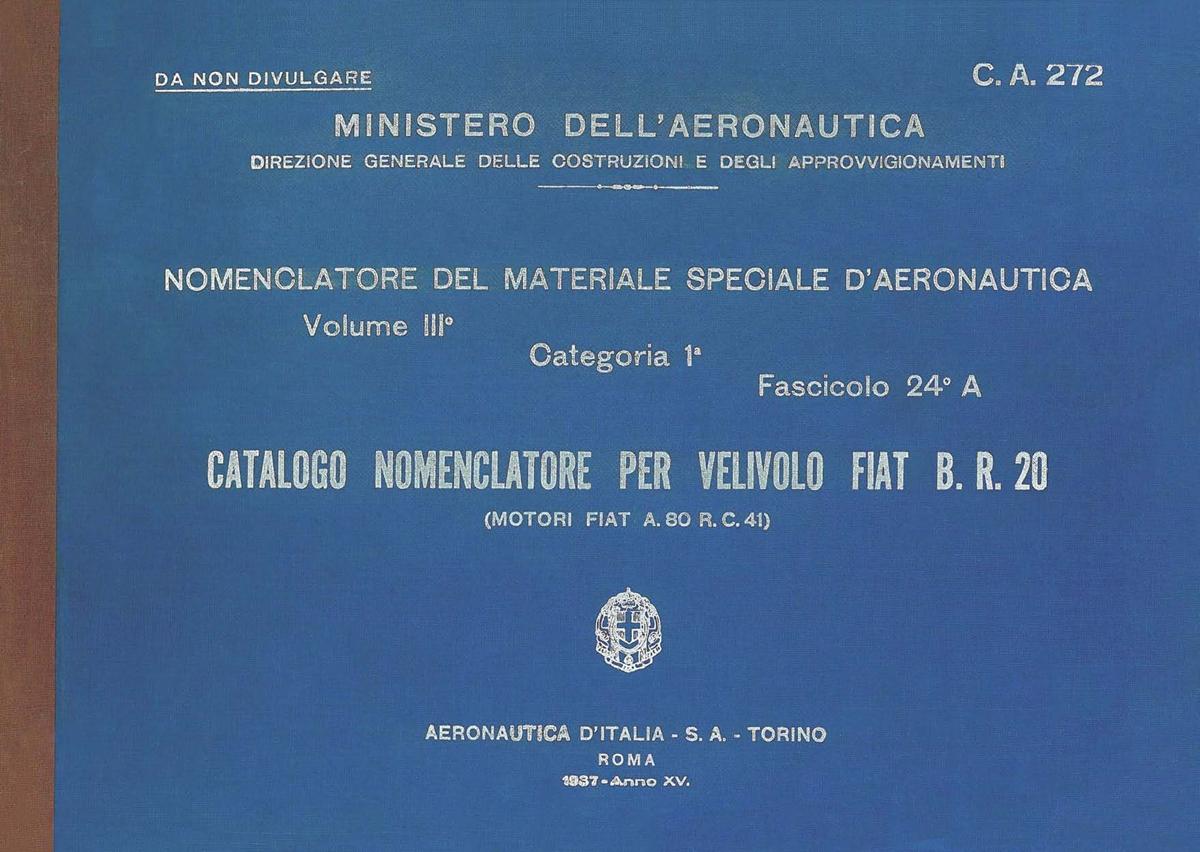 DA NON DIVULGARE
C. A. 272
MINISTERO DELL'AERONAUTICA
DIREZIONE GENERALE DELLE COSTRUZIONI E DEGLI APPROVVIGIONAMENTI
NOMENCLATORE DEL MATERIALE SPECIALE D'AERONAUTICA
Volume III°
Categoria 1ª
Fascicolo 24° A
CATALOGO NOMENCLATORE PER VELIVOLO FIAT B. R. 20
(MOTORI FIAT A. 80 R. C. 41)
AERONAUTICA D'ITALIA - S. A. - TORINO
ROMA
1937 - Anno XV.